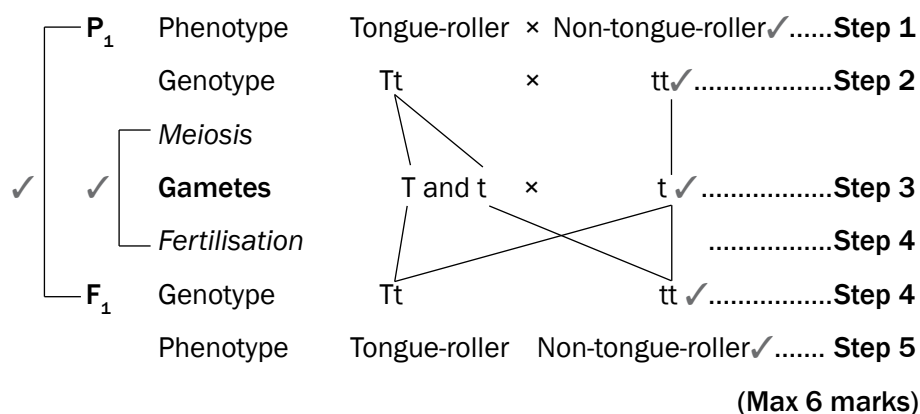 P1 Phenotype Tongue-roller × Non-tongue-roller✓......Step 1
Genotype Tt × tt✓...................Step 2
Meiosis
✓ ✓ Gametes T and t × t ✓..................Step 3
Fertilisation .................Step 4
F1 Genotype Tt tt ✓.................Step 4
Phenotype Tongue-roller Non-tongue-roller✓....... Step 5
(Max 6 marks)